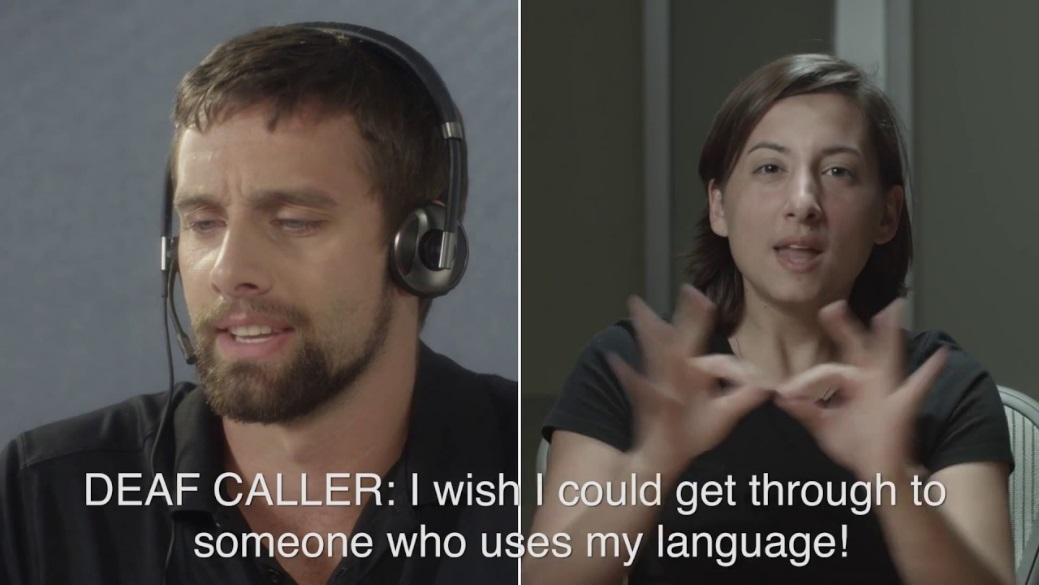 DEAF CALLER: I wish I could get through to
someone who uses my language!